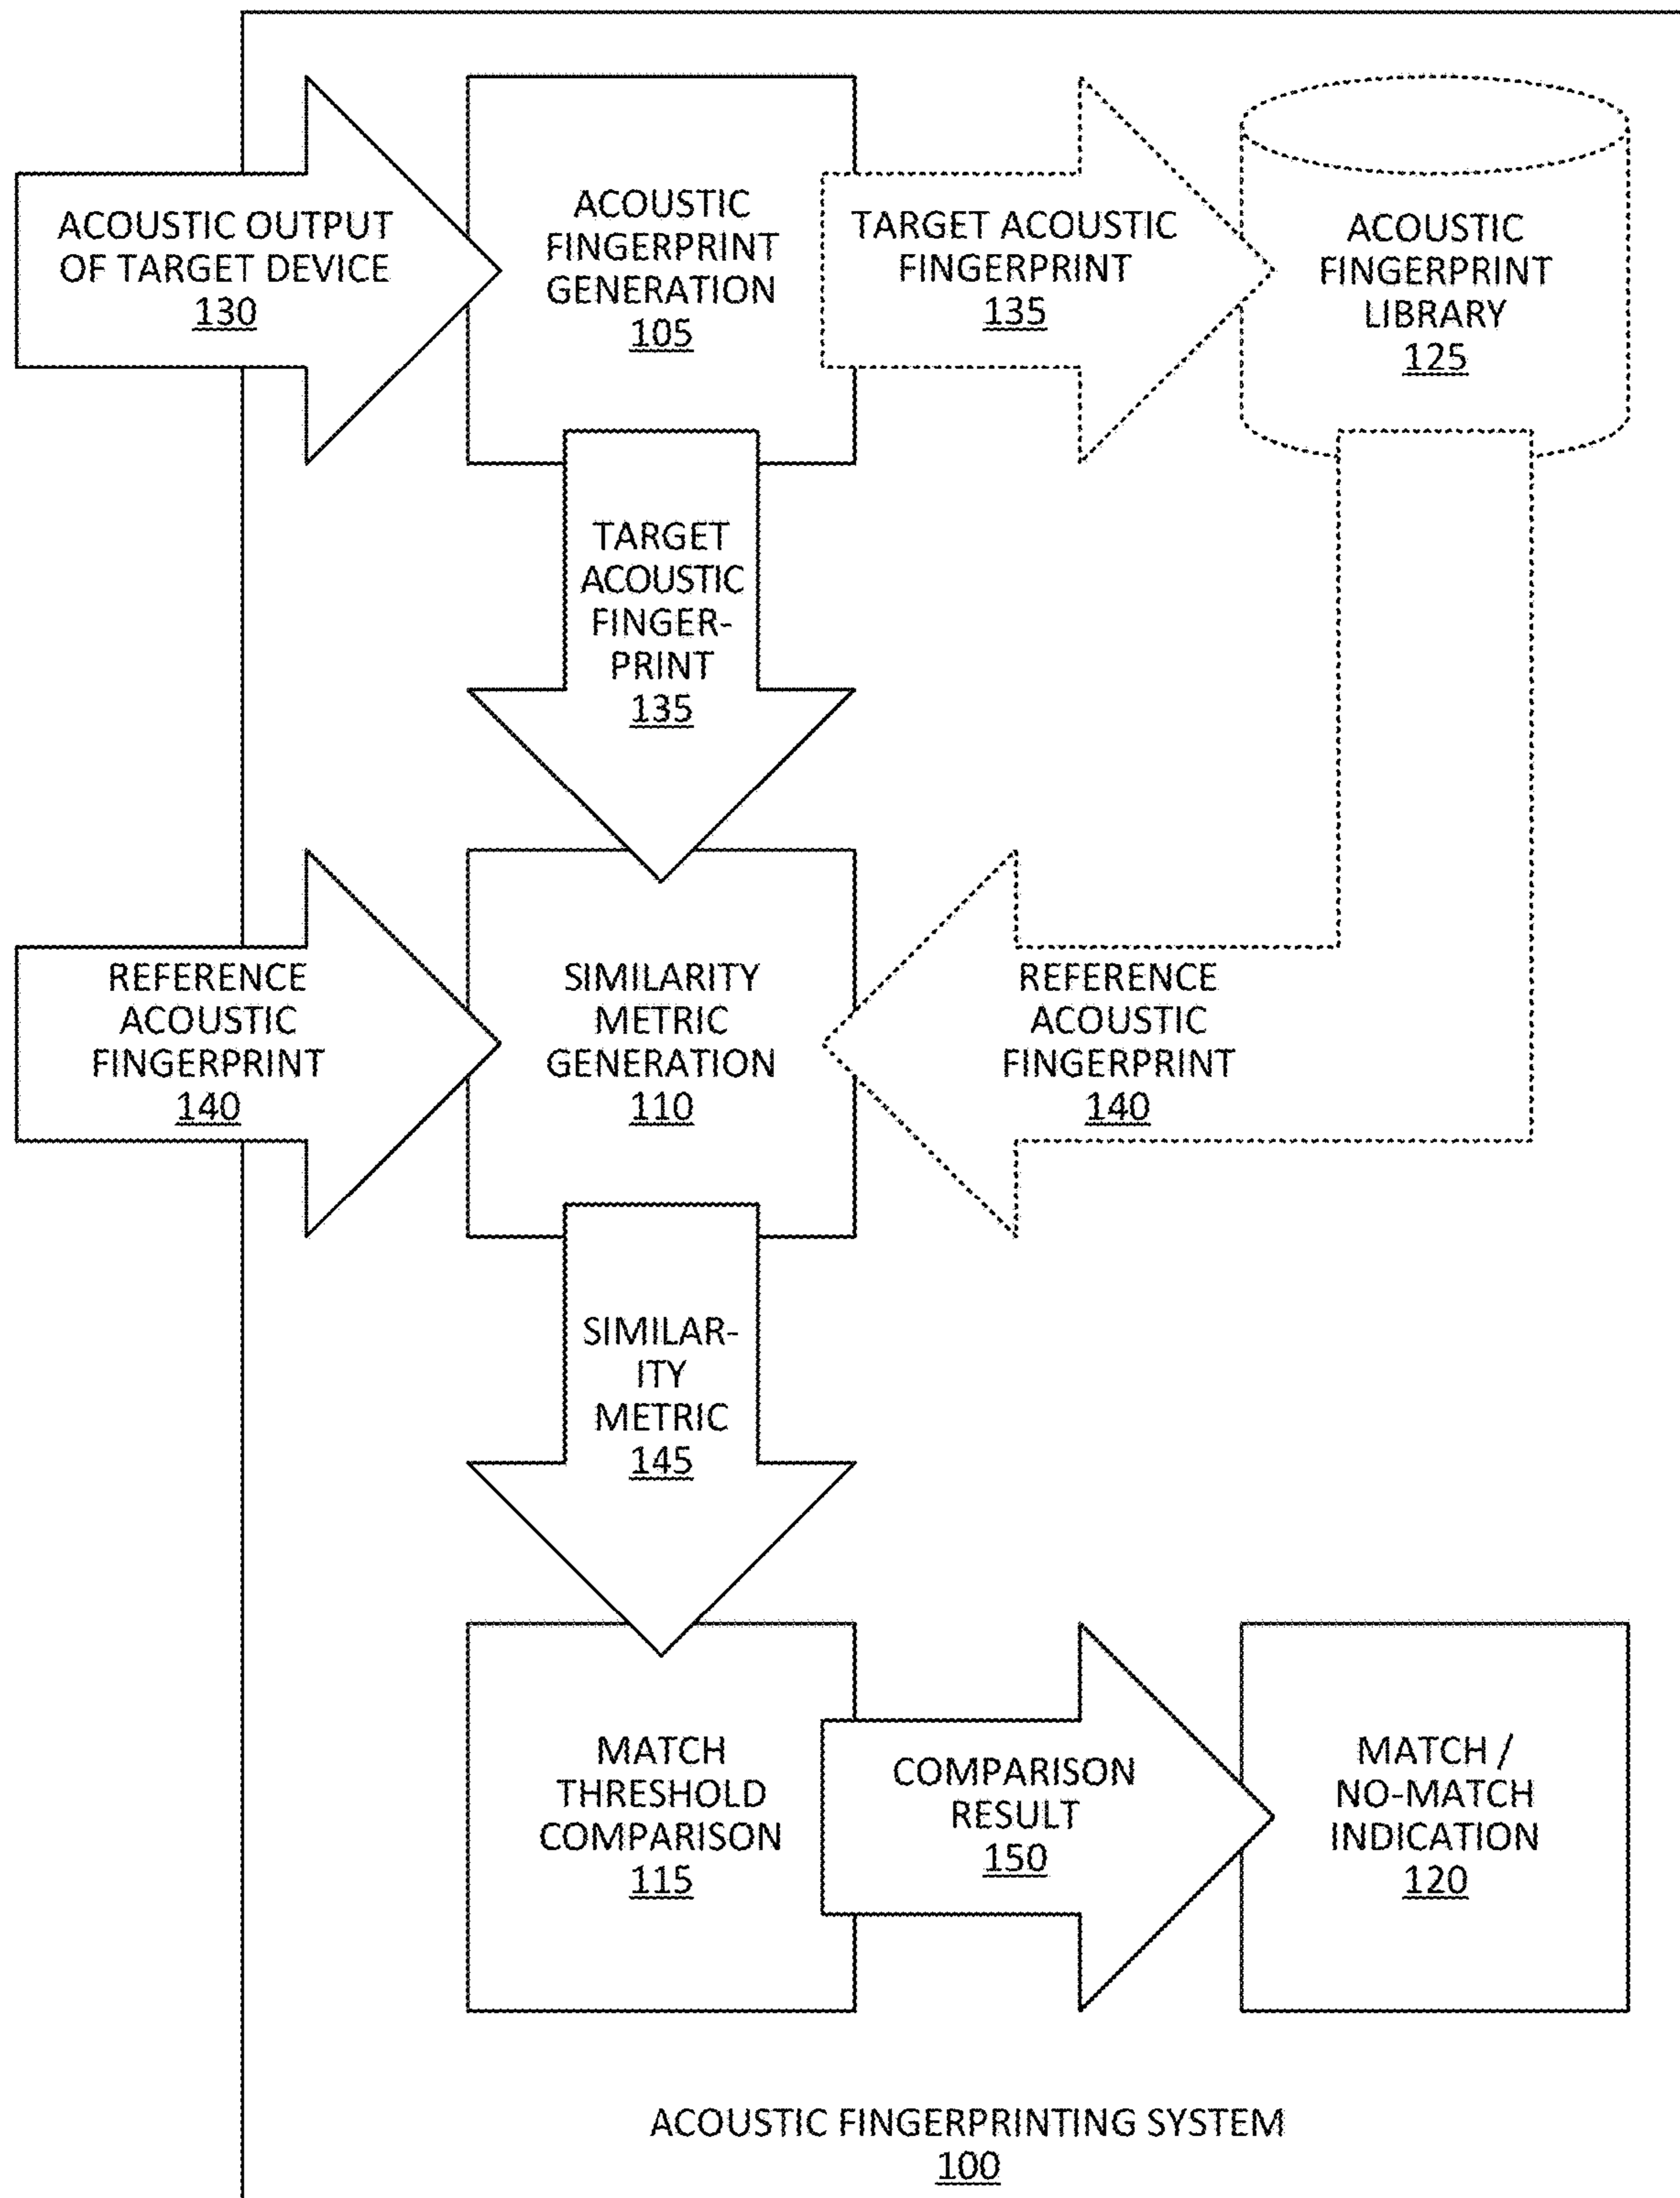 ACOUSTIC OUTPUT
OF TARGET DEVICE
130
ACOUSTIC
FINGERPRINT
GENERATION
105
TARGET ACOUSTIC
FINGERPRINT
135
ACOUSTIC
FINGERPRINT
LIBRARY
125
TARGET
ACOUSTIC
FINGER-
PRINT
135
REFERENCE
ACOUSTIC
FINGERPRINT
140
SIMILARITY
METRIC
GENERATION
110
REFERENCE
ACOUSTIC
FINGERPRINT
140
SIMILAR-
ITY
METRIC
145
MATCH
THRESHOLD
COMPARISON
115
COMPARISON
RESULT
150
MATCH /
NO-MATCH
INDICATION
120
ACOUSTIC FINGERPRINTING SYSTEM
100